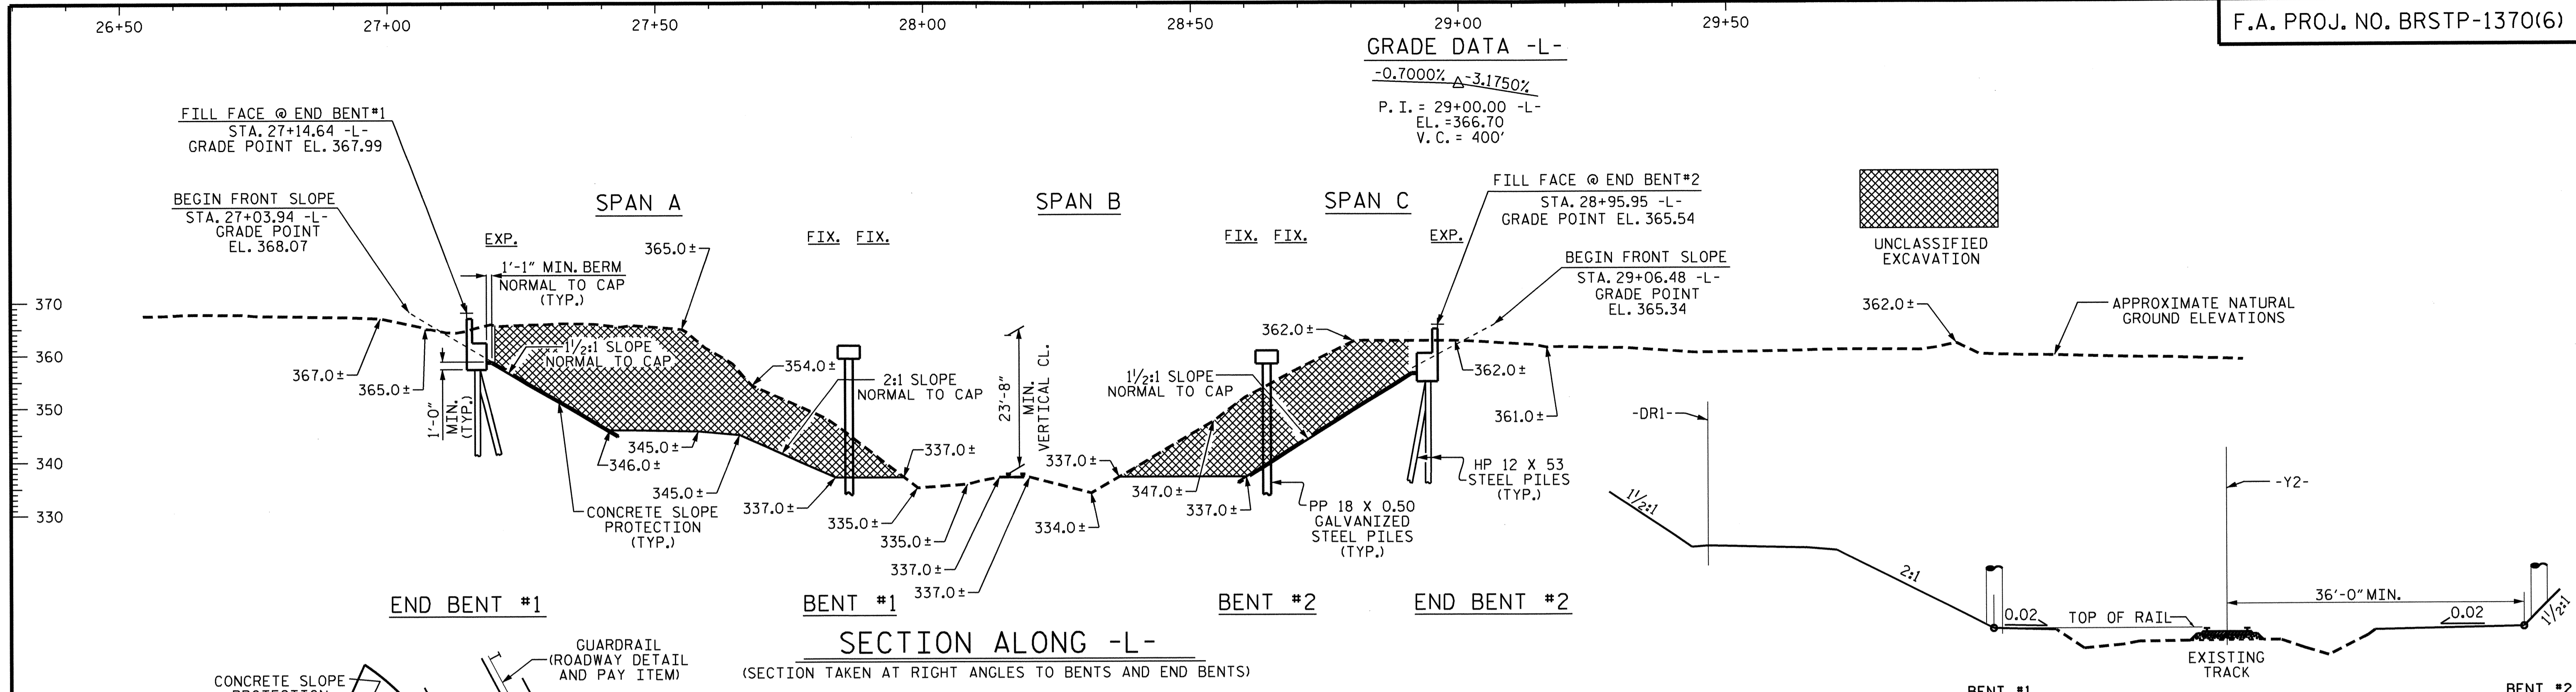 26+50
27+00
27+50
28+00
28+50
29+00
29+50
F.A. PROJ. NO. BRSTP-1370(6)
GRADE DATA -L-
-0.7000%
-3.1750%
P.I. = 29+00.00 -L-
EL. =366.70
V.C. = 400'
FILL FACE @ END BENT#1
STA. 27+14.64 -L-
GRADE POINT EL. 367.99
BEGIN FRONT SLOPE
STA. 27+03.94 -L-
GRADE POINT
EL. 368.07
SPAN A
SPAN B
SPAN C
FILL FACE @ END BENT#2
STA. 28+95.95 -L-
GRADE POINT EL. 365.54
UNCLASSIFIED
EXCAVATION
EXP.
FIX. FIX.
FIX. FIX.
EXP.
BEGIN FRONT SLOPE
STA. 29+06.48 -L-
GRADE POINT
EL. 365.34
1'-1" MIN. BERM
NORMAL TO CAP
(TYP.)
365.0±
362.0±
APPROXIMATE NATURAL
GROUND ELEVATIONS
370
360
350
340
330
367.0±
365.0±
1'-0"
MIN.
(TYP.)
1 1/2:1 SLOPE
NORMAL TO CAP
354.0±
2:1 SLOPE
NORMAL TO CAP
23'-8"
MIN.
VERTICAL CL.
362.0±
1 1/2:1 SLOPE
NORMAL TO CAP
362.0±
361.0±
-DR1-
346.0±
345.0±
345.0±
337.0±
337.0±
335.0±
335.0±
337.0±
337.0±
334.0±
337.0±
347.0±
337.0±
CONCRETE SLOPE
PROTECTION
(TYP.)
PP 18 X 0.50
GALVANIZED
STEEL PILES
(TYP.)
HP 12 X 53
STEEL PILES
(TYP.)
1 1/2:1
2:1
-Y2-
36'-0" MIN.
0.02
TOP OF RAIL
0.02
1 1/2:1
EXISTING
TRACK
END BENT #1
BENT #1
BENT #2
END BENT #2
SECTION ALONG -L-
(SECTION TAKEN AT RIGHT ANGLES TO BENTS AND END BENTS)
GUARDRAIL
(ROADWAY DETAIL
AND PAY ITEM)
CONCRETE SLOPE
PROTECTION
BENT #1
BENT #2